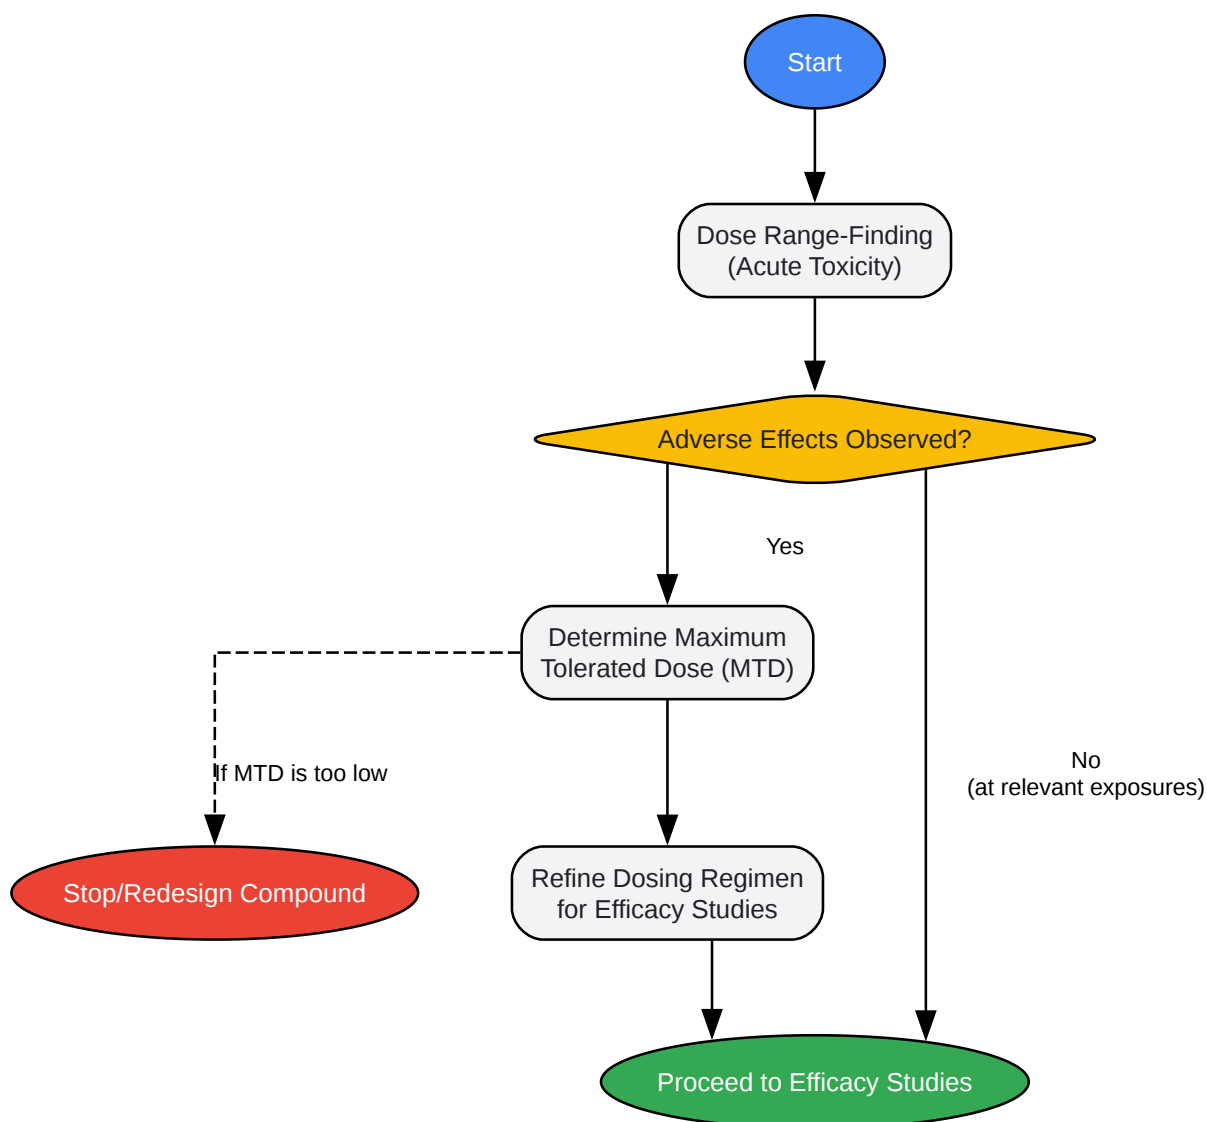 Start
Dose Range-Finding
(Acute Toxicity)
Adverse Effects Observed?
Yes
Determine Maximum
Tolerated Dose (MTD)
If MTD is too low
No
(at relevant exposures)
Stop/Redesign Compound
Refine Dosing Regimen
for Efficacy Studies
Proceed to Efficacy Studies